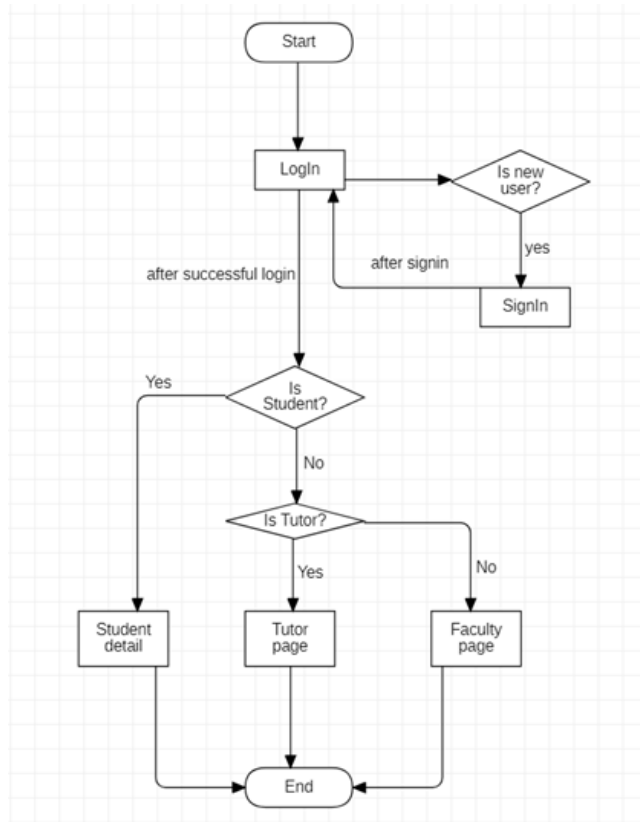 Start
LogIn
Is new
user?
yes
after signin
after successful login
SignIn
Yes
Is
Student?
No
Is Tutor?
Yes
No
Student
detail
Tutor
page
Faculty
page
End